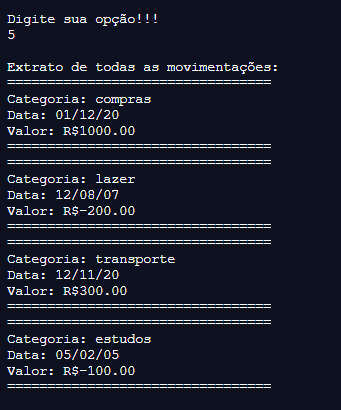 Digite sua opção!!!
5
Extrato de todas as movimentações:
=================================
Categoria: compras
Data: 01/12/20
Valor: R$1000.00
=================================
=================================
Categoria: lazer
Data: 12/08/07
Valor: R$-200.00
=================================
=================================
Categoria: transporte
Data: 12/11/20
Valor: R$300.00
=================================
=================================
Categoria: estudos
Data: 05/02/05
Valor: R$-100.00
=================================